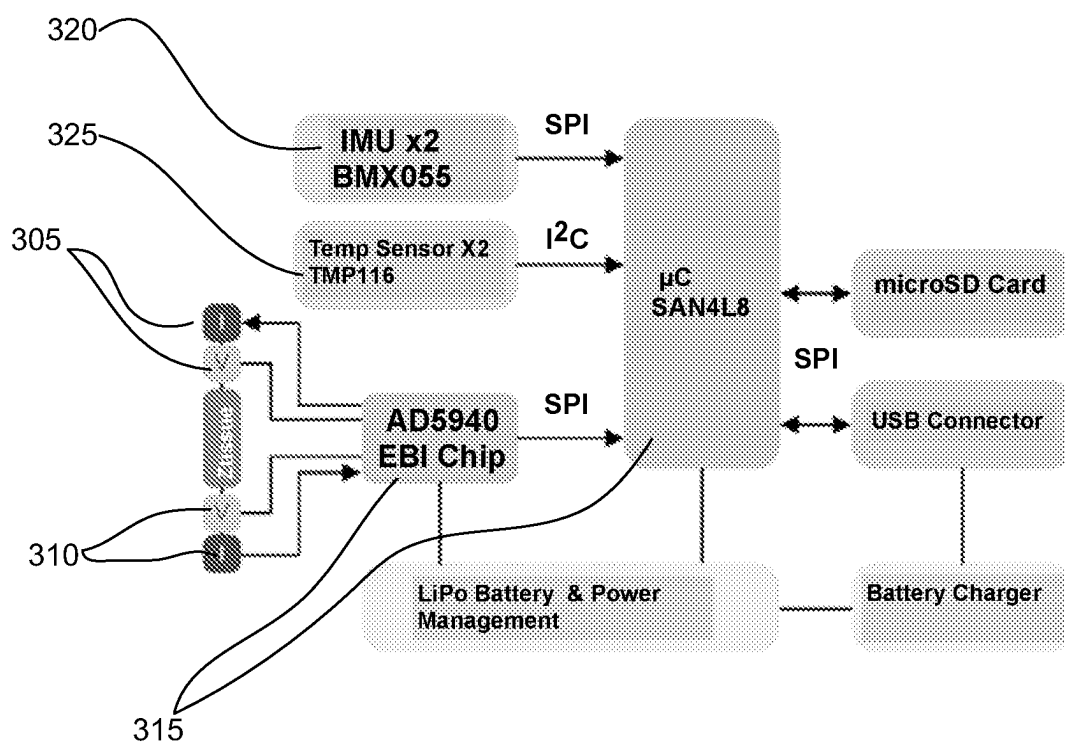 320
IMU x2
BMX055
SPI
325
Temp Sensor X2
TMP116
I²C
305
µC
SAN4L8
microSD Card
SPI
V
AD5940
EBI Chip
SPI
USB Connector
V
310
LiPo Battery & Power
Management
Battery Charger
315